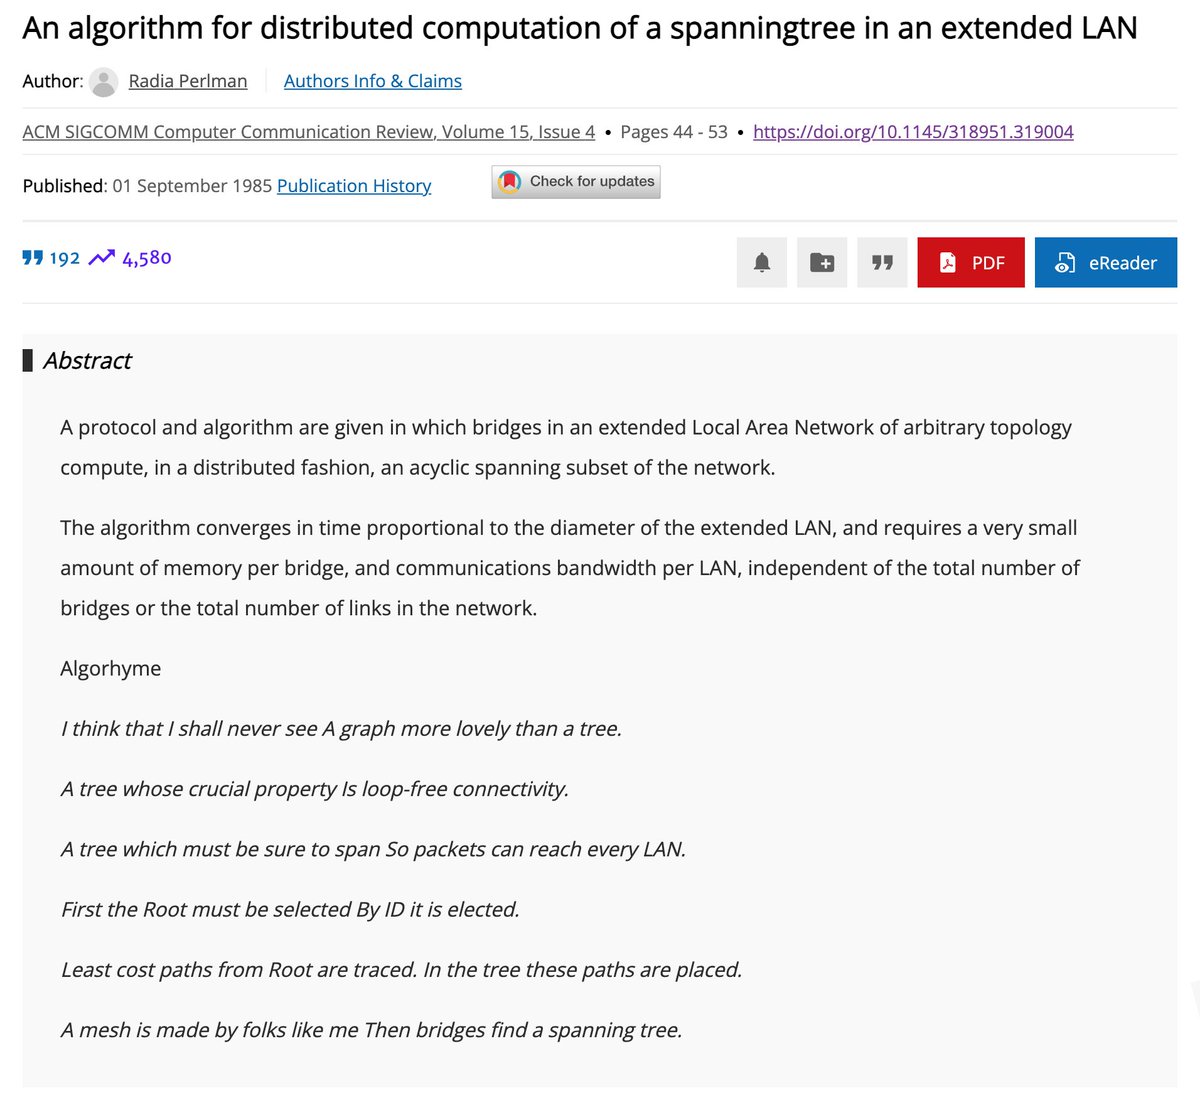 An algorithm for distributed computation of a spanningtree in an extended LAN
Author: Radia Perlman Authors Info & Claims
ACM SIGCOMM Computer Communication Review, Volume 15, Issue 4 • Pages 44 - 53 • https://doi.org/10.1145/318951.319004
Published: 01 September 1985 Publication History Check for updates
192 4,580 PDF eReader
Abstract
A protocol and algorithm are given in which bridges in an extended Local Area Network of arbitrary topology
compute, in a distributed fashion, an acyclic spanning subset of the network.
The algorithm converges in time proportional to the diameter of the extended LAN, and requires a very small
amount of memory per bridge, and communications bandwidth per LAN, independent of the total number of
bridges or the total number of links in the network.
Algorhyme
I think that I shall never see A graph more lovely than a tree.
A tree whose crucial property Is loop-free connectivity.
A tree which must be sure to span So packets can reach every LAN.
First the Root must be selected By ID it is elected.
Least cost paths from Root are traced. In the tree these paths are placed.
A mesh is made by folks like me Then bridges find a spanning tree.